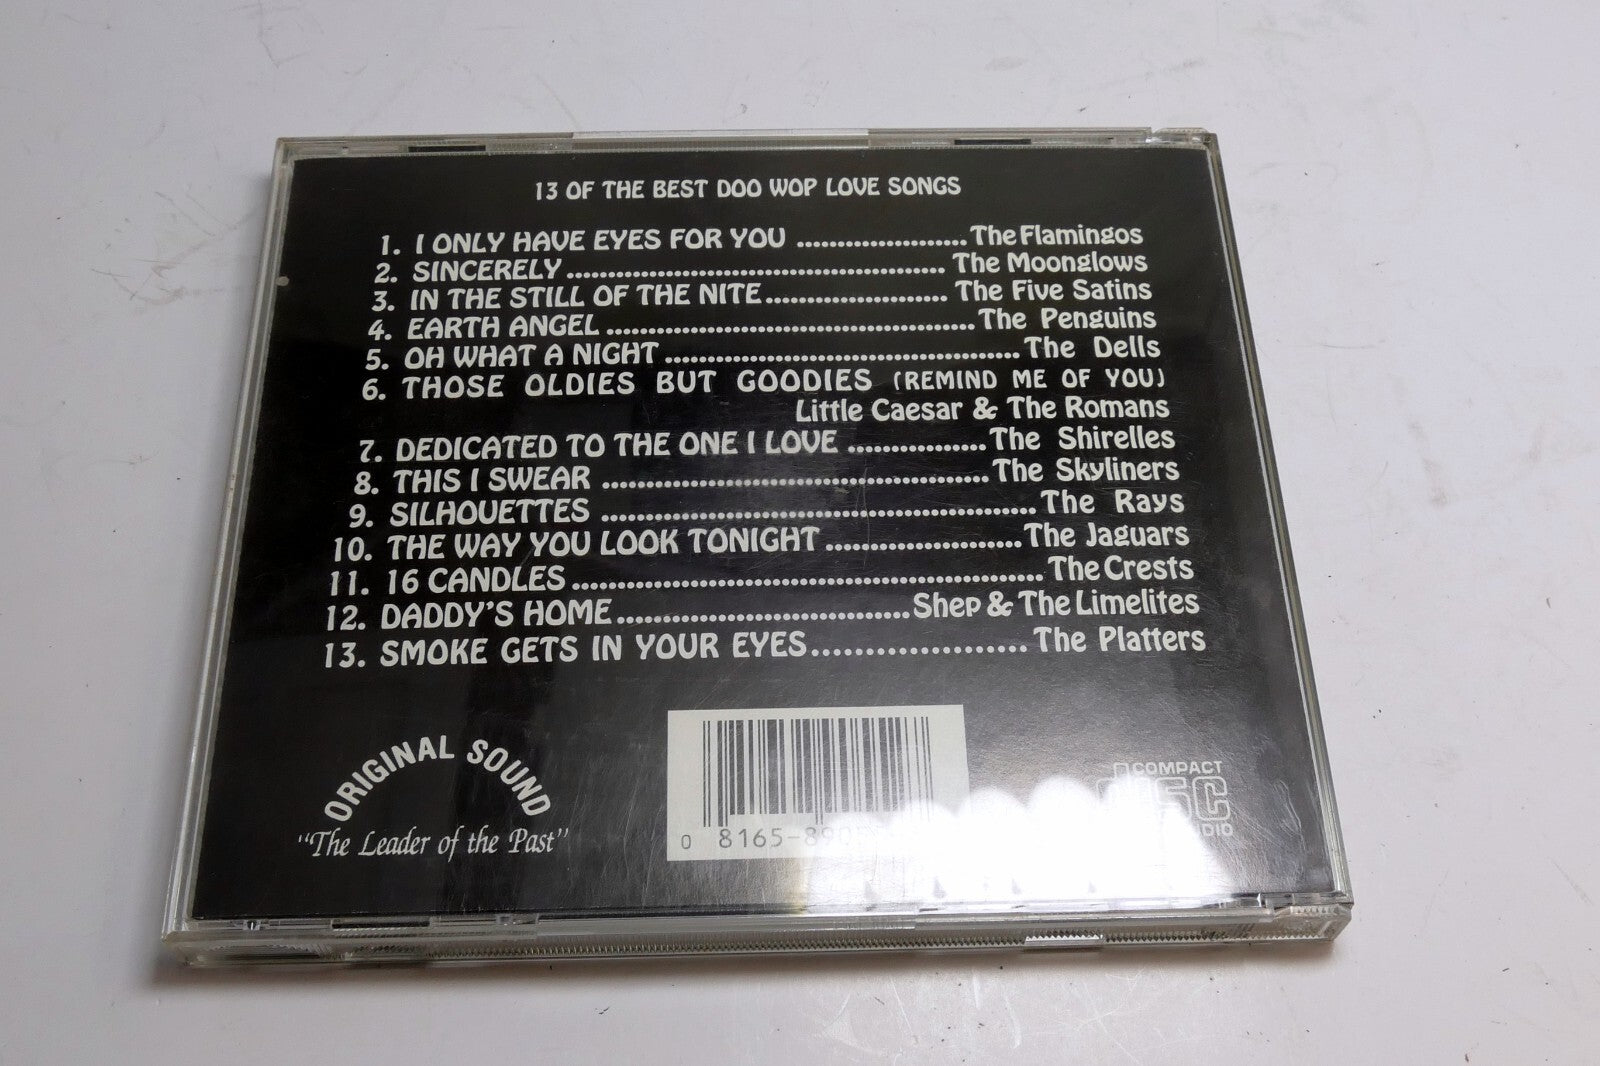 13 OF THE BEST DOO WOP LOVE SONGS
1. I ONLY HAVE EYES FOR YOU ..................... The Flamingos
2. SINCERELY ............................................... The Moonglows
3. IN THE STILL OF THE NITE ...................... The Five Satins
4. EARTH ANGEL ............................................. The Penguins
5. OH WHAT A NIGHT ........................................... The Dells
6. THOSE OLDIES BUT GOODIES (REMIND ME OF YOU)
Little Caesar & The Romans
7. DEDICATED TO THE ONE I LOVE ................. The Shirelles
8. THIS I SWEAR ............................................... The Skyliners
9. SILHOUETTES ..................................................... The Rays
10. THE WAY YOU LOOK TONIGHT ........................ The Jaguars
11. 16 CANDLES ......................................................... The Crests
12. DADDY'S HOME ................................... Shep & The Limelites
13. SMOKE GETS IN YOUR EYES .................... The Platters
ORIGINAL SOUND
"The Leader of the Past"
0 8165-890
COMPACT
DISC